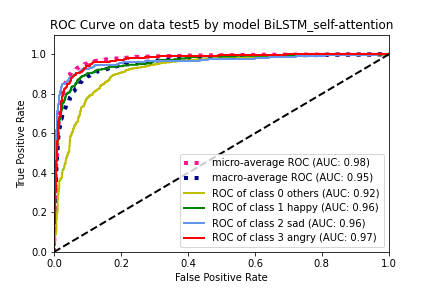 ROC Curve on data test5 by model BiLSTM_self-attention
True Positive Rate
1.0
0.8
0.6
0.4
0.2
0.0
micro-average ROC (AUC: 0.98)
macro-average ROC (AUC: 0.95)
ROC of class 0 others (AUC: 0.92)
ROC of class 1 happy (AUC: 0.96)
ROC of class 2 sad (AUC: 0.96)
ROC of class 3 angry (AUC: 0.97)
0.0 0.2 0.4 0.6 0.8 1.0
False Positive Rate